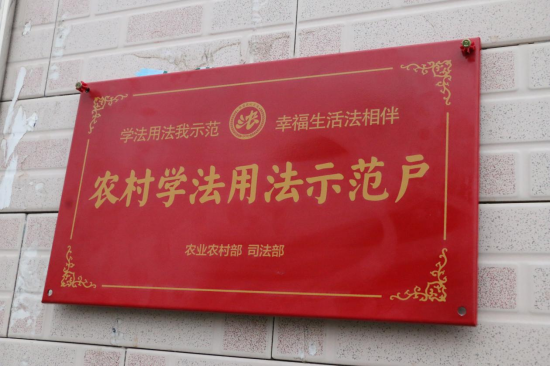 学法用法我示范 幸福生活法相伴
农村学法用法示范户
农业农村部 司法部